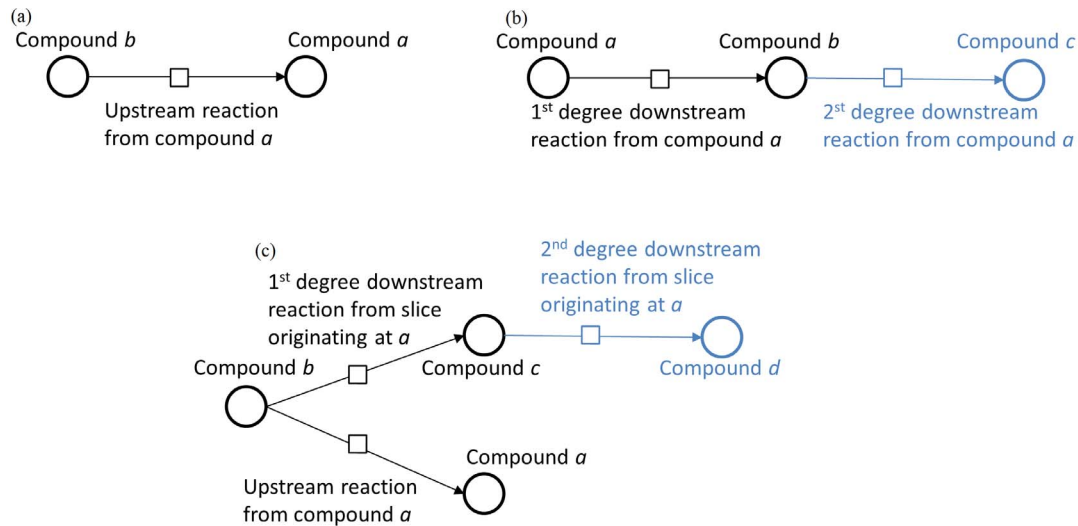 (a)
Compound b
Compound a
Upstream reaction
from compound a
(b)
Compound a
Compound b
Compound c
1st degree downstream
reaction from compound a
2st degree downstream
reaction from compound a
(c)
1st degree downstream
reaction from slice
originating at a
2nd degree downstream
reaction from slice
originating at a
Compound b
Compound c
Compound d
Compound a
Upstream reaction
from compound a